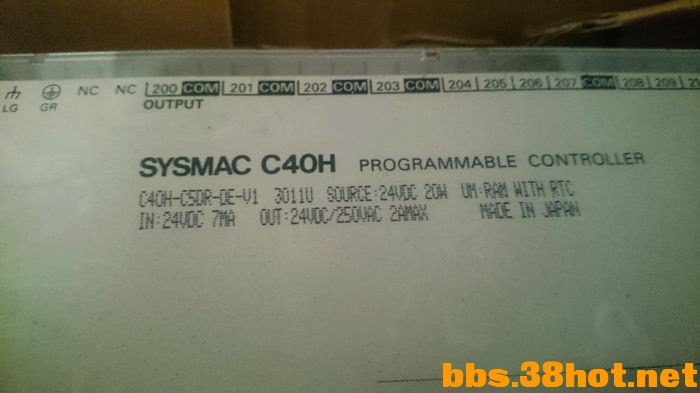 LG GR NC NC 200 COM 201 COM 202 COM 203 COM 204 205 206 207 COM 208 209
OUTPUT
SYSMAC C40H PROGRAMMABLE CONTROLLER
C40H-C5DR-DE-V1 3011U SOURCE:24VDC 20W UM:RAM WITH RTC
IN:24VDC 7MA OUT:24VDC/250VAC 2AMAX MADE IN JAPAN
bbs.38hot.net